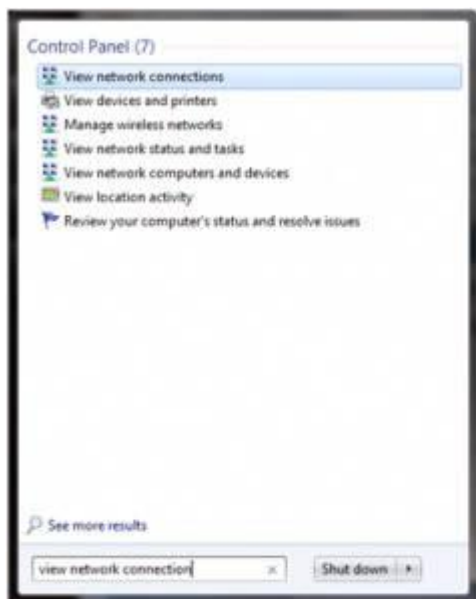 Control Panel (7)
View network connections
View devices and printers
Manage wireless networks
View network status and tasks
View network computers and devices
View location activity
Review your computer's status and resolve issues
See more results
view network connection
Shut down